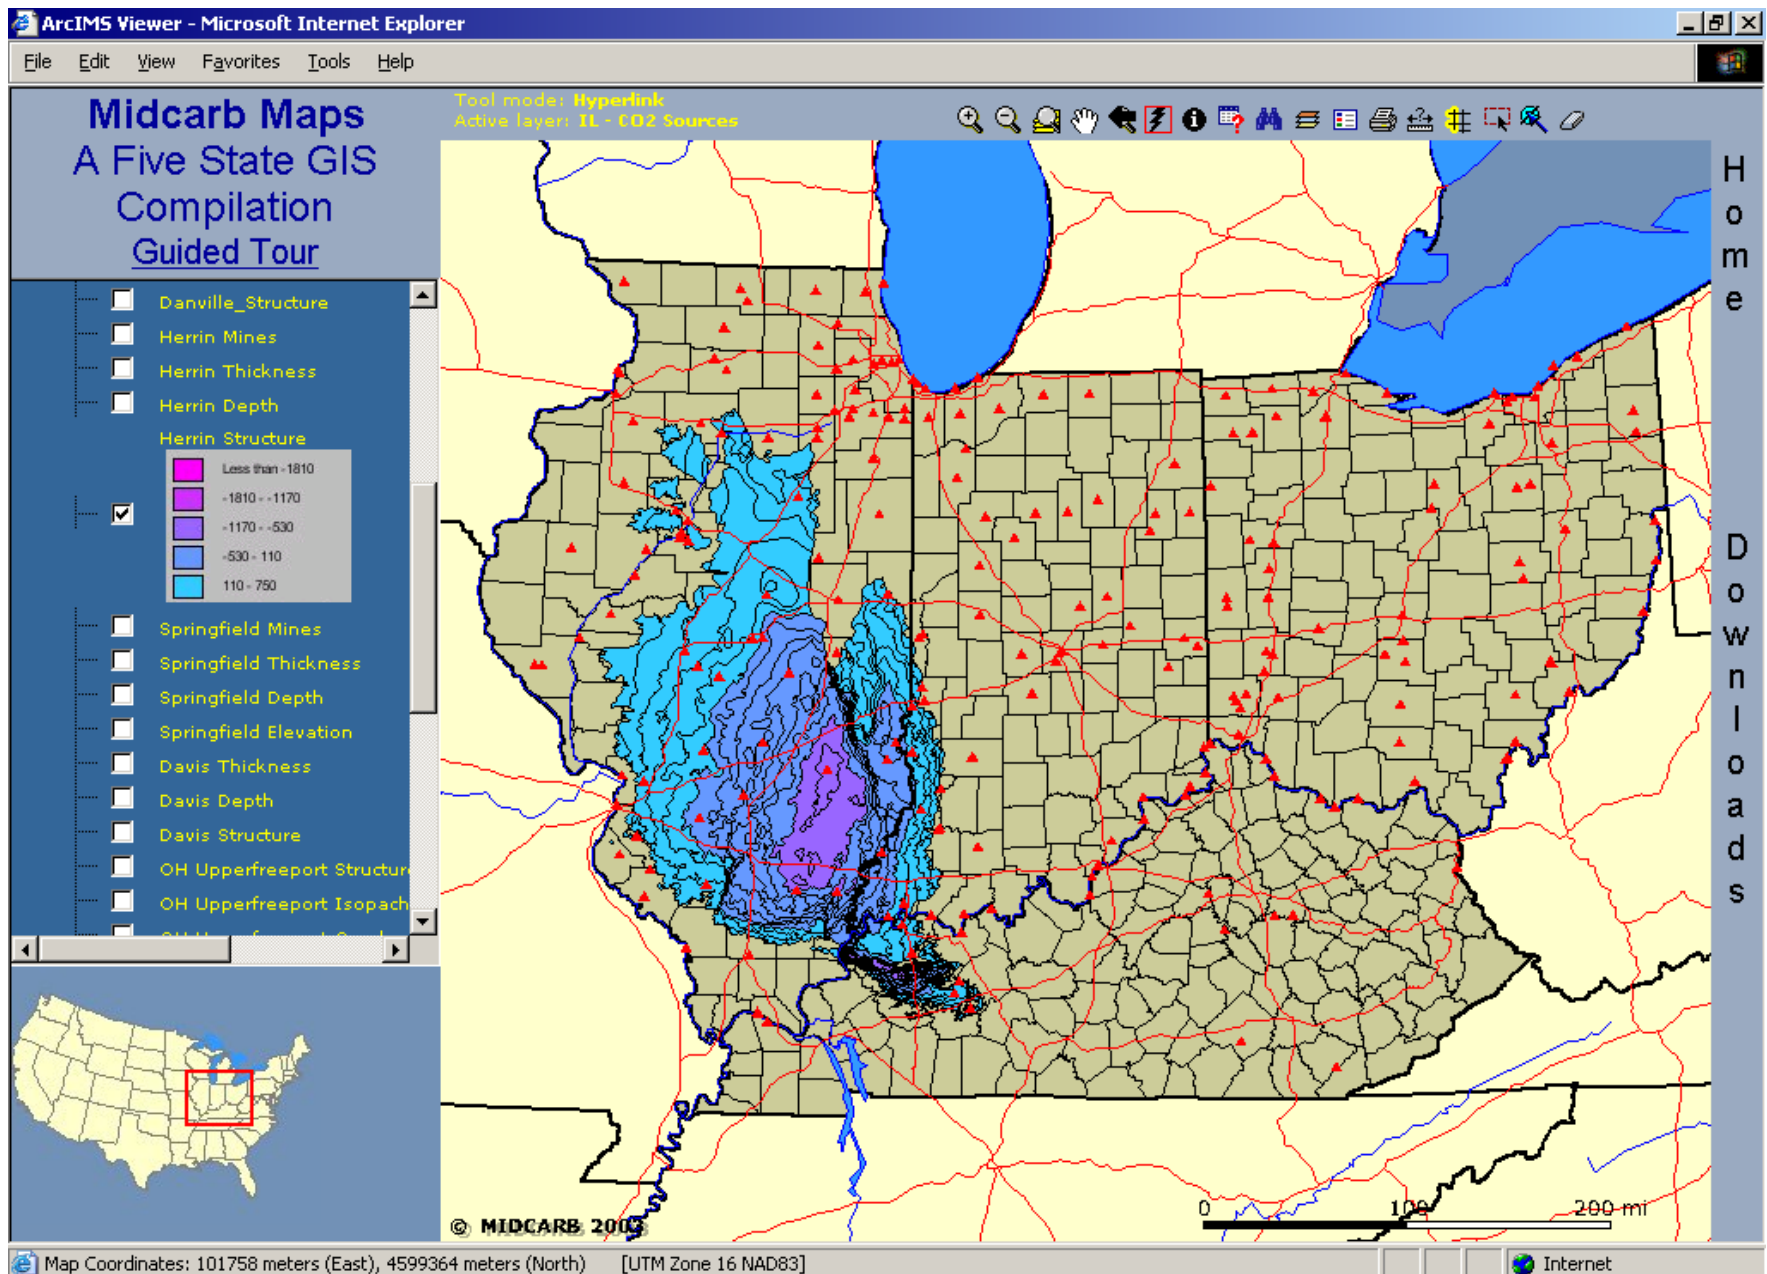 ArcIMS Viewer - Microsoft Internet Explorer
File Edit View Favorites Tools Help
Midcarb Maps
A Five State GIS
Compilation
Guided Tour
Tool mode: Hyperlink
Active layer: IL - CO2 Sources
Danville_Structure
Herrin Mines
Herrin Thickness
Herrin Depth
Herrin Structure
Less than -1810
-1810 - -1170
-1170 - -530
-530 - 110
110 - 750
Springfield Mines
Springfield Thickness
Springfield Depth
Springfield Elevation
Davis Thickness
Davis Depth
Davis Structure
OH Upperfreeport Structure
OH Upperfreeport Isopach
Home
Downloads
0 100 200 mi
© MIDCARB 2003
Map Coordinates: 101758 meters (East), 4599364 meters (North) [UTM Zone 16 NAD83]
Internet